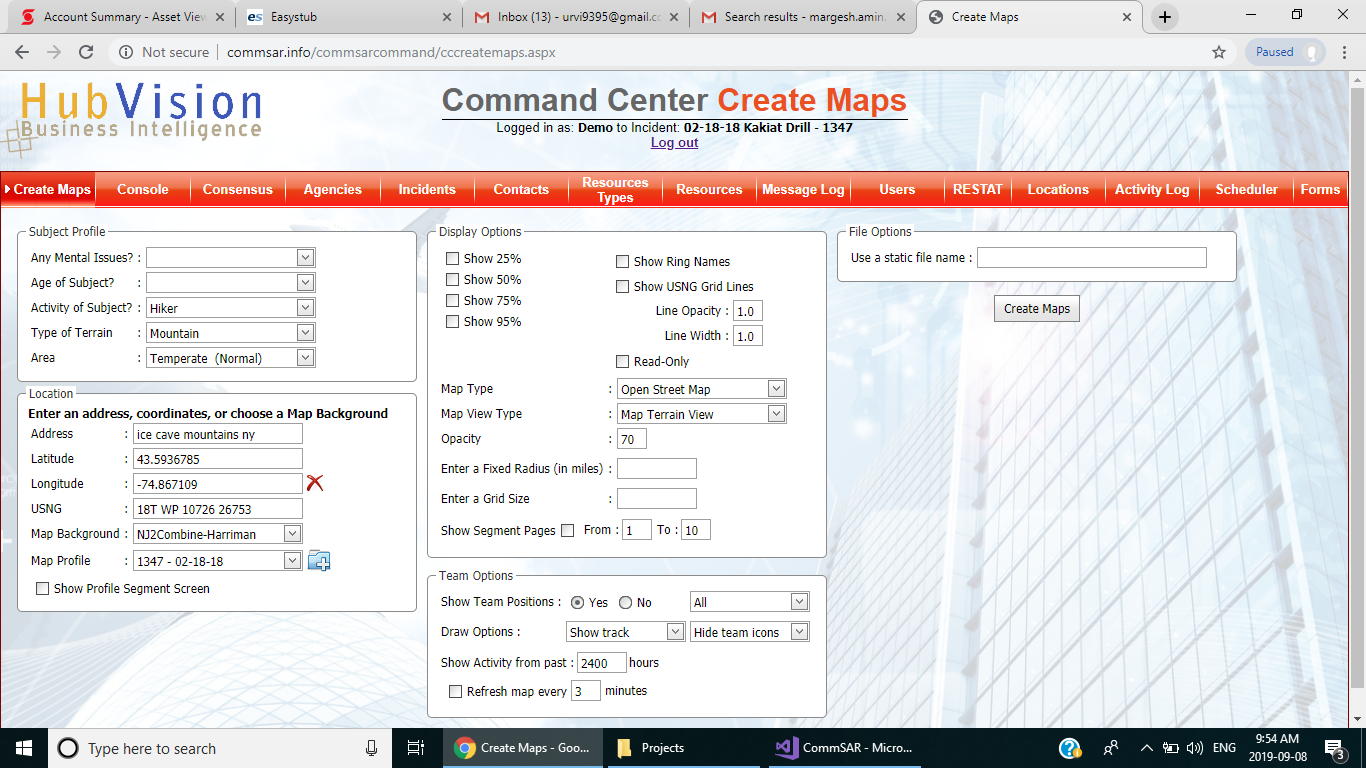 Account Summary - Asset View
Easystub
Inbox (13) - urvi9395@gmail.co
Search results - margesh.amin.
Create Maps
Not secure
commsar.info/commsarcommand/cccreatemaps.aspx
Paused
HubVision
Business Intelligence
Command Center Create Maps
Logged in as: Demo to Incident: 02-18-18 Kakiat Drill - 1347
Log out
Create Maps
Console
Consensus
Agencies
Incidents
Contacts
Resources Types
Resources
Message Log
Users
RESTAT
Locations
Activity Log
Scheduler
Forms
Subject Profile
Any Mental Issues? :
Age of Subject? :
Activity of Subject? : Hiker
Type of Terrain : Mountain
Area : Temperate (Normal)
Location
Enter an address, coordinates, or choose a Map Background
Address : ice cave mountains ny
Latitude : 43.5936785
Longitude : -74.867109
USNG : 18T WP 10726 26753
Map Background : NJ2Combine-Harriman
Map Profile : 1347 - 02-18-18
Show Profile Segment Screen
Display Options
Show 25%
Show 50%
Show 75%
Show 95%
Show Ring Names
Show USNG Grid Lines
Line Opacity : 1.0
Line Width : 1.0
Read-Only
Map Type : Open Street Map
Map View Type : Map Terrain View
Opacity : 70
Enter a Fixed Radius (in miles) :
Enter a Grid Size :
Show Segment Pages From : 1 To : 10
Team Options
Show Team Positions : Yes No All
Draw Options : Show track Hide team icons
Show Activity from past : 2400 hours
Refresh map every 3 minutes
File Options
Use a static file name :
Create Maps
Type here to search
Create Maps - Goo...
Projects
CommSAR - Micro...
ENG
9:54 AM
2019-09-08
3